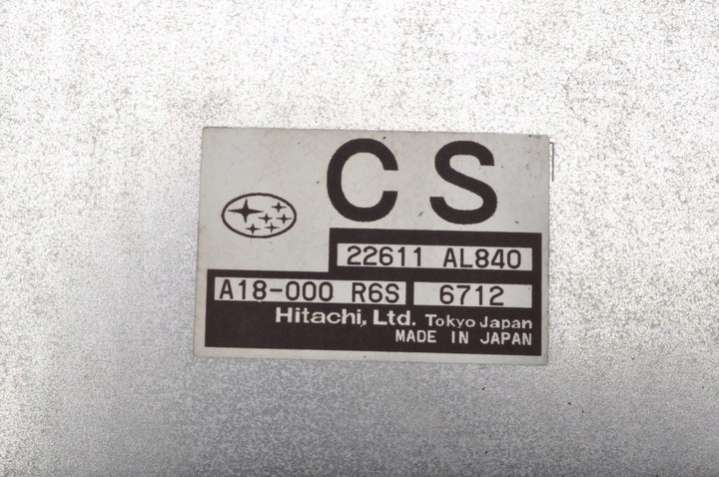 CS
22611 AL840
A18-000 R6S 6712
Hitachi, Ltd. Tokyo Japan
MADE IN JAPAN